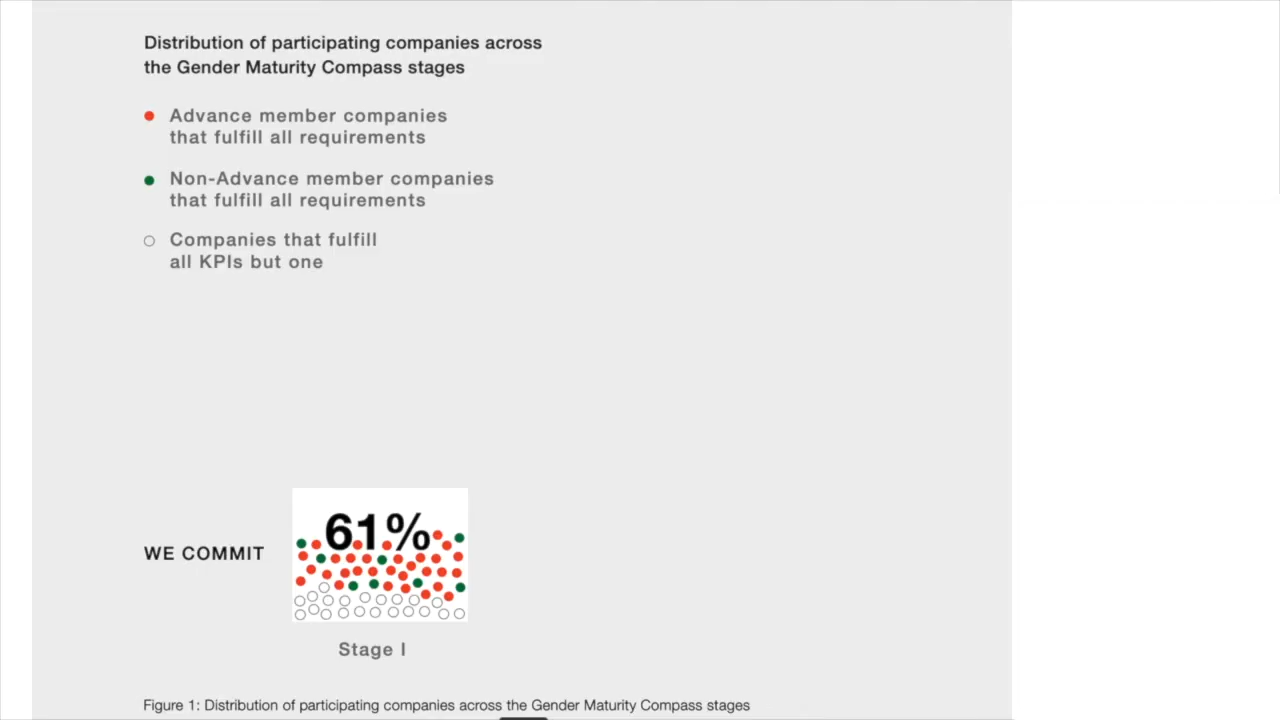 Distribution of participating companies across
the Gender Maturity Compass stages
Advance member companies
that fulfill all requirements
Non-Advance member companies
that fulfill all requirements
Companies that fulfill
all KPIs but one
61%
WE COMMIT
Stage I
Figure 1: Distribution of participating companies across the Gender Maturity Compass stages